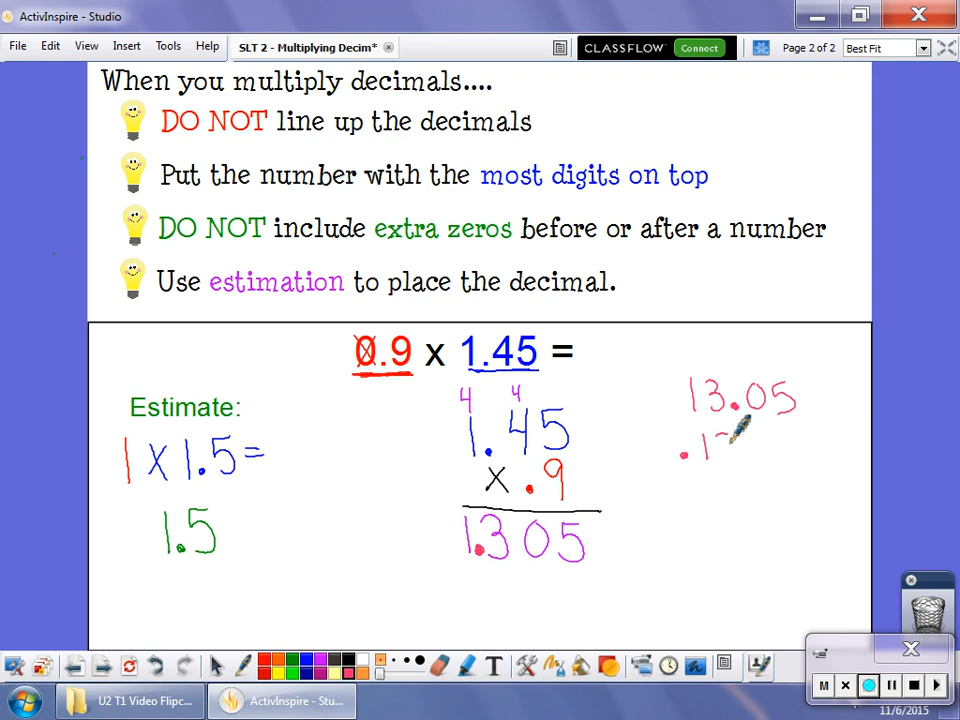 ActivInspire - Studio
File Edit View Insert Tools Help SLT 2 - Multiplying Decim* CLASSFLOW Connect Page 2 of 2 Best Fit
When you multiply decimals....
DO NOT line up the decimals
Put the number with the most digits on top
DO NOT include extra zeros before or after a number
Use estimation to place the decimal.
0.9 x 1.45 =
Estimate:
1 x 1.5 =
1.5
4 4
1.45
x .9
1.305
13.05
.1
T
M
U2 T1 Video Flipc... ActivInspire - Stu...
11/6/2015